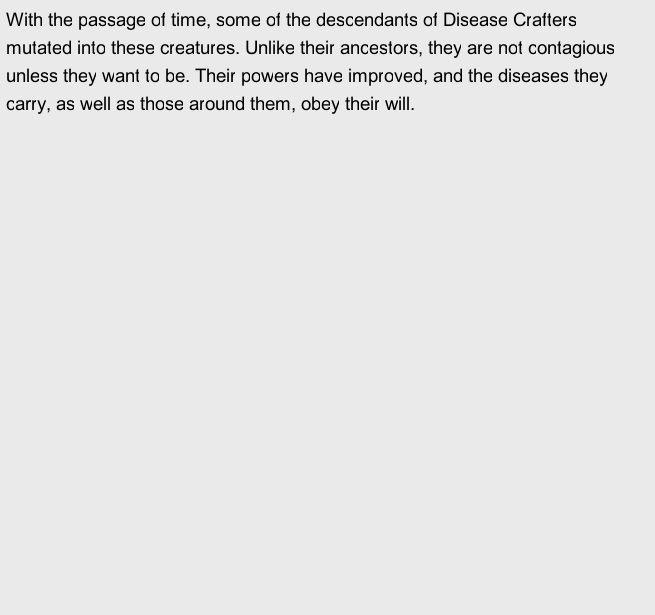 With the passage of time, some of the descendants of Disease Crafters
mutated into these creatures. Unlike their ancestors, they are not contagious
unless they want to be. Their powers have improved, and the diseases they
carry, as well as those around them, obey their will.